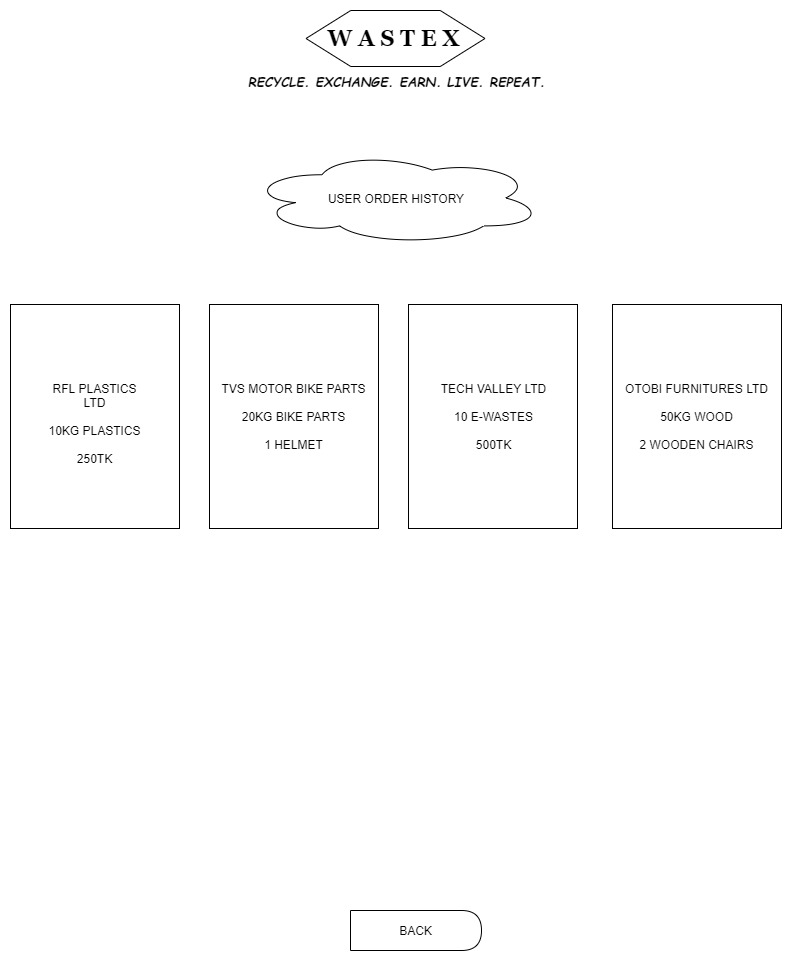 WASTEX
RECYCLE. EXCHANGE. EARN. LIVE. REPEAT.
USER ORDER HISTORY
RFL PLASTICS
LTD
10KG PLASTICS
250TK
TVS MOTOR BIKE PARTS
20KG BIKE PARTS
1 HELMET
TECH VALLEY LTD
10 E-WASTES
500TK
OTOBI FURNITURES LTD
50KG WOOD
2 WOODEN CHAIRS
BACK